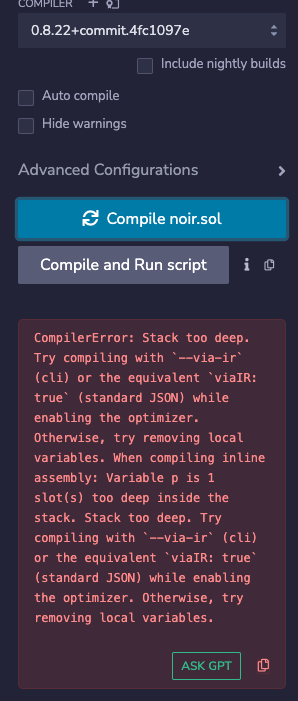 COMPILER +
0.8.22+commit.4fc1097e
Include nightly builds
Auto compile
Hide warnings
Advanced Configurations
Compile noir.sol
Compile and Run script
CompilerError: Stack too deep.
Try compiling with `--via-ir`
(cli) or the equivalent `viaIR:
true` (standard JSON) while
enabling the optimizer.
Otherwise, try removing local
variables. When compiling inline
assembly: Variable p is 1
slot(s) too deep inside the
stack. Stack too deep. Try
compiling with `--via-ir` (cli)
or the equivalent `viaIR: true`
(standard JSON) while enabling
the optimizer. Otherwise, try
removing local variables.
ASK GPT